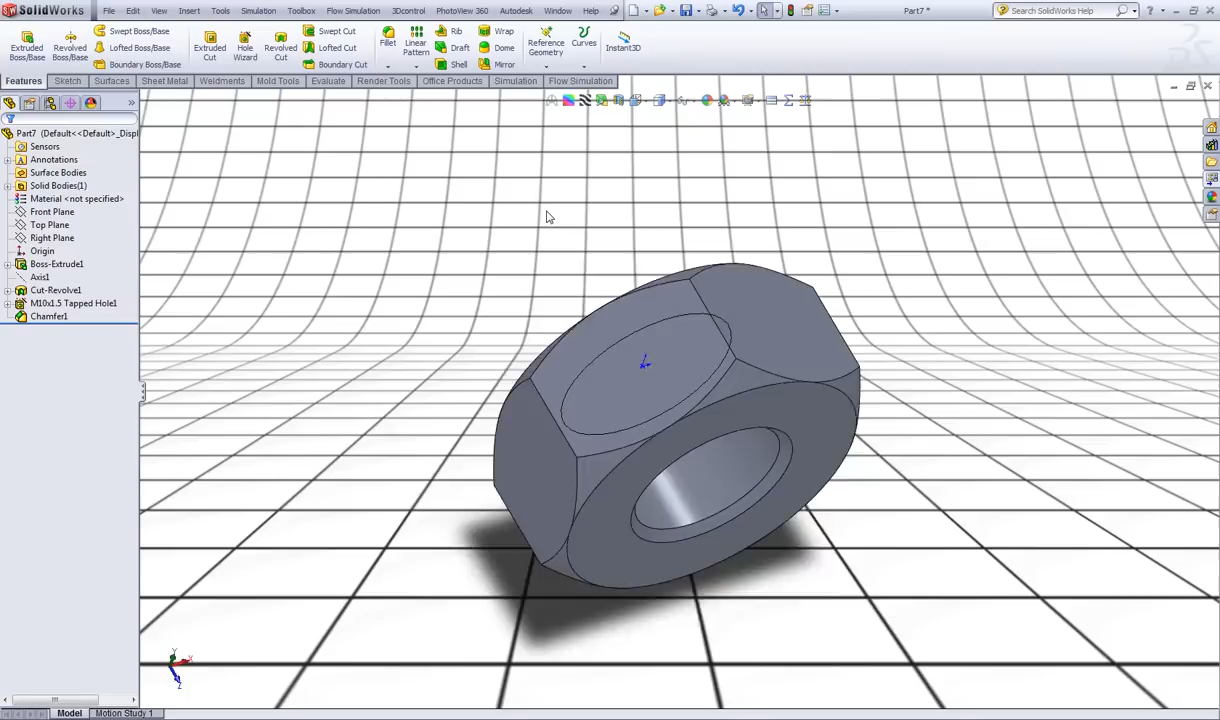 SolidWorks File Edit View Insert Tools Simulation Toolbox Flow Simulation 3Dcontrol PhotoView 360 Autodesk Window Help Part7 * Search SolidWorks Help
Extruded Boss/Base
Revolved Boss/Base
Swept Boss/Base
Lofted Boss/Base
Boundary Boss/Base
Extruded Cut
Hole Wizard
Revolved Cut
Swept Cut
Lofted Cut
Boundary Cut
Fillet
Linear Pattern
Rib
Draft
Shell
Wrap
Dome
Mirror
Reference Geometry
Curves
Instant3D
Features Sketch Surfaces Sheet Metal Weldments Mold Tools Evaluate Render Tools Office Products Simulation Flow Simulation
Part7 (Default<<Default>_Displ
Sensors
Annotations
Surface Bodies
Solid Bodies(1)
Material <not specified>
Front Plane
Top Plane
Right Plane
Origin
Boss-Extrude1
Axis1
Cut-Revolve1
M10x1.5 Tapped Hole1
Chamfer1
Y
X
Z
Model Motion Study 1